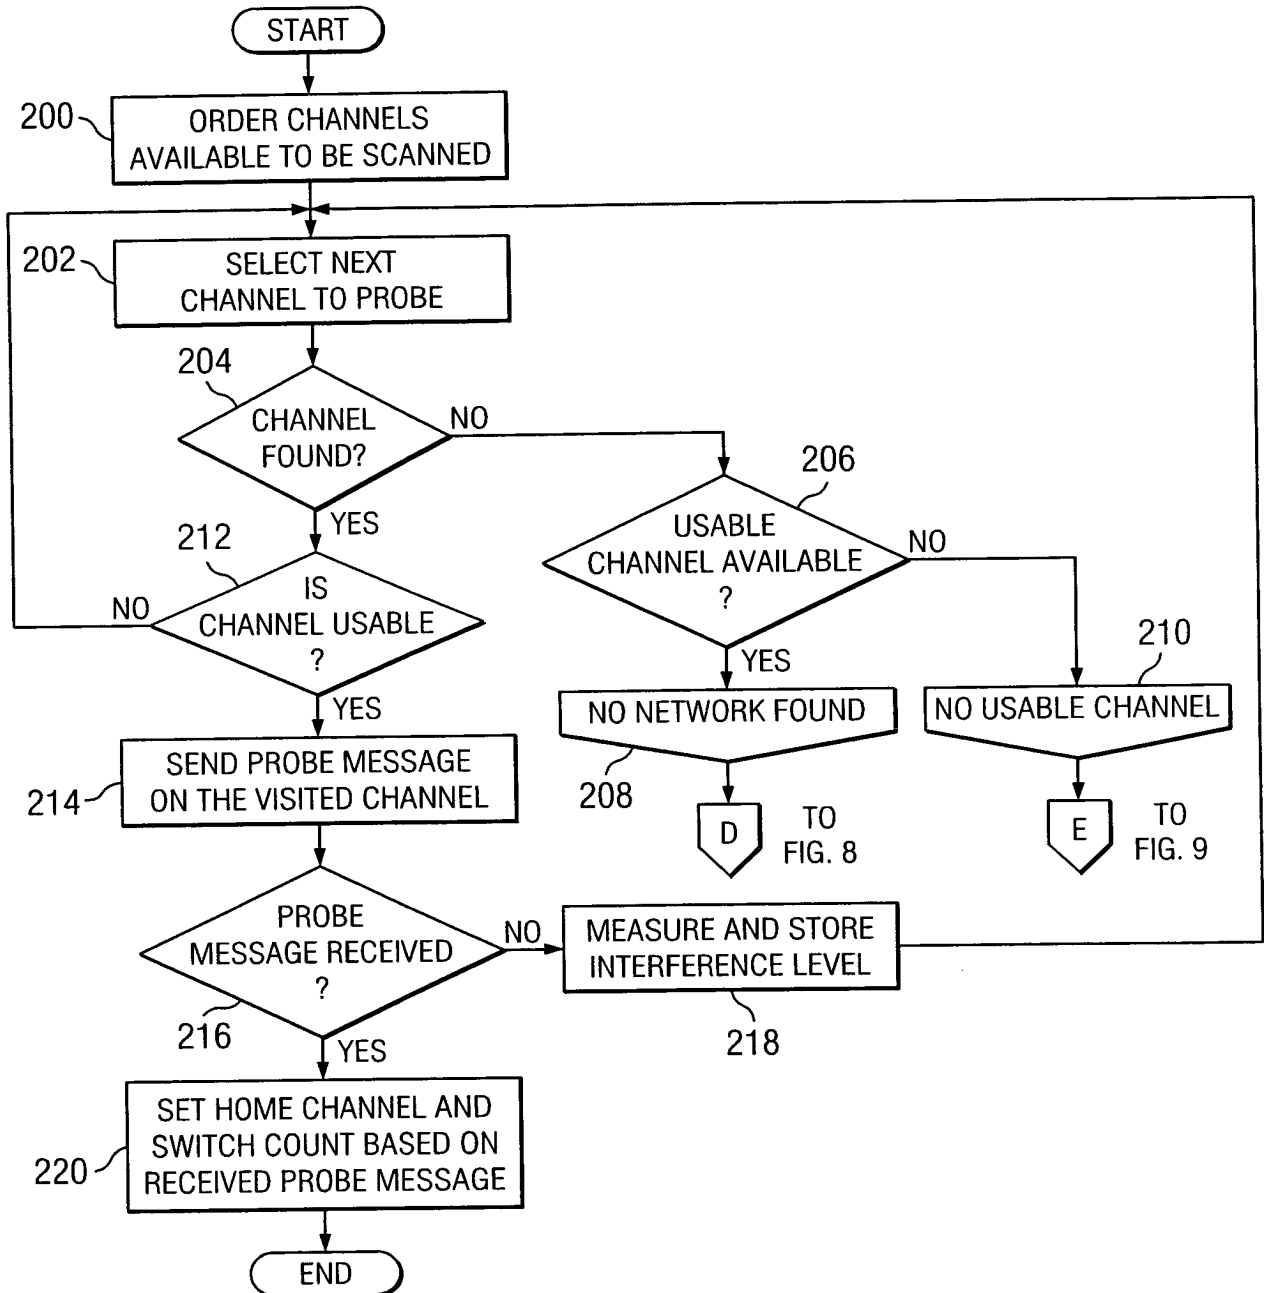 START
200
ORDER CHANNELS
AVAILABLE TO BE SCANNED
202
SELECT NEXT
CHANNEL TO PROBE
204
CHANNEL
FOUND?
NO
YES
206
USABLE
CHANNEL AVAILABLE
?
NO
YES
212
IS
CHANNEL USABLE
?
NO
YES
208
NO NETWORK FOUND
D
TO
FIG. 8
210
NO USABLE CHANNEL
E
TO
FIG. 9
214
SEND PROBE MESSAGE
ON THE VISITED CHANNEL
216
PROBE
MESSAGE RECEIVED
?
NO
YES
MEASURE AND STORE
INTERFERENCE LEVEL
218
220
SET HOME CHANNEL AND
SWITCH COUNT BASED ON
RECEIVED PROBE MESSAGE
END